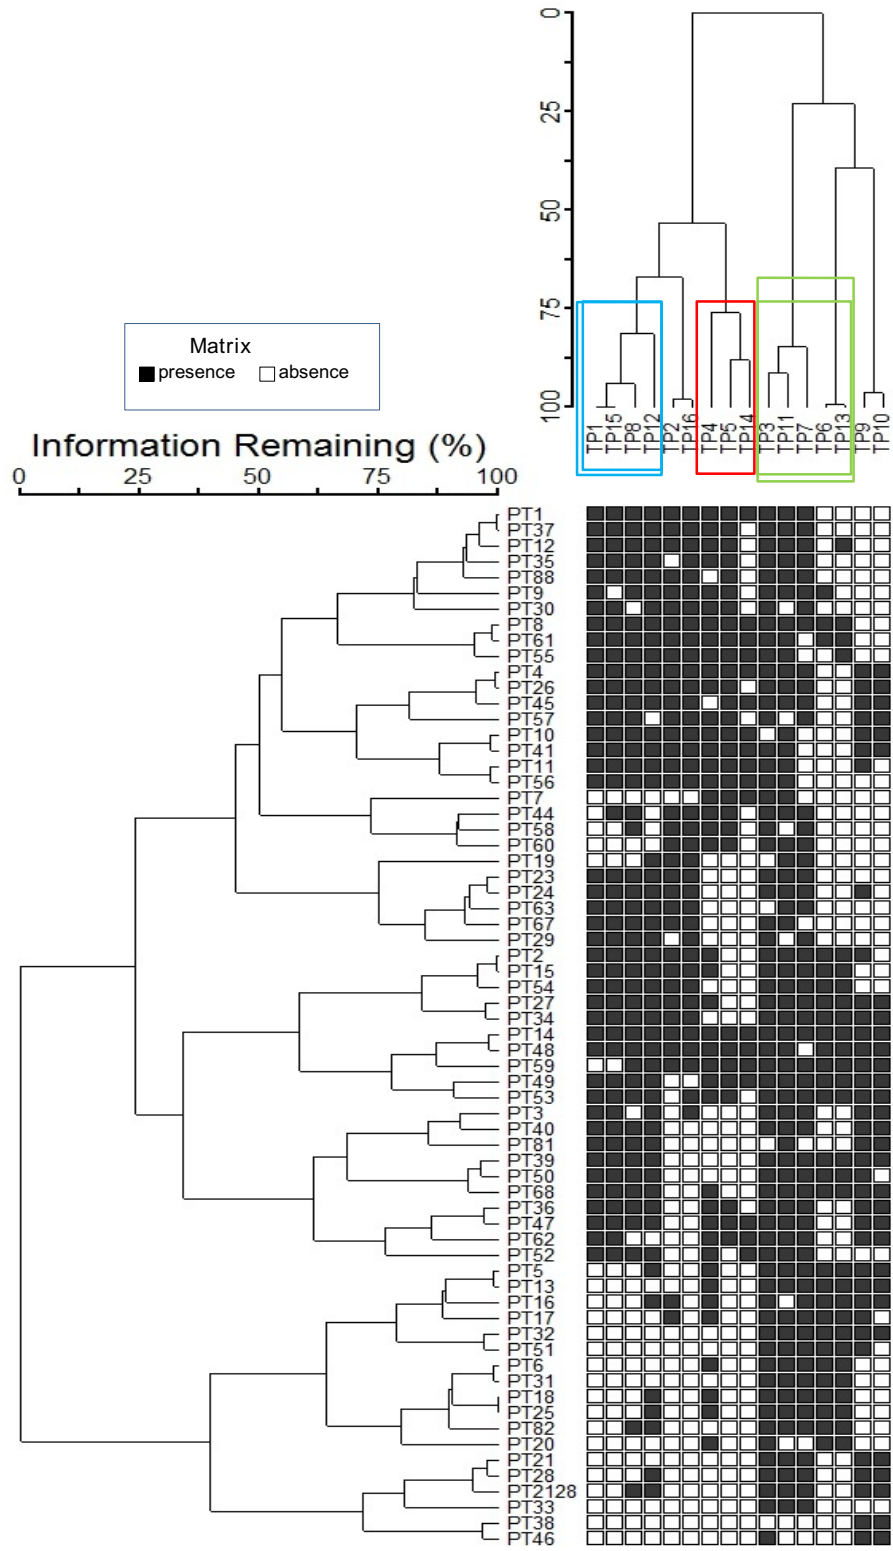 0
25
50
75
100
TP1 TP15 TP8 TP12 TP2 TP16 TP4 TP5 TP14 TP3 TP11 TP7 TP6 TP13 TP9 TP10
Matrix
presence absence
Information Remaining (%)
0 25 50 75 100
PT1
PT37
PT12
PT35
PT88
PT9
PT30
PT8
PT61
PT55
PT4
PT26
PT45
PT57
PT10
PT41
PT11
PT56
PT7
PT44
PT58
PT60
PT19
PT23
PT24
PT63
PT67
PT29
PT2
PT15
PT54
PT27
PT34
PT14
PT48
PT59
PT49
PT53
PT3
PT40
PT81
PT39
PT50
PT68
PT36
PT47
PT62
PT52
PT5
PT13
PT16
PT17
PT32
PT51
PT6
PT31
PT18
PT25
PT82
PT20
PT21
PT28
PT2128
PT33
PT38
PT46